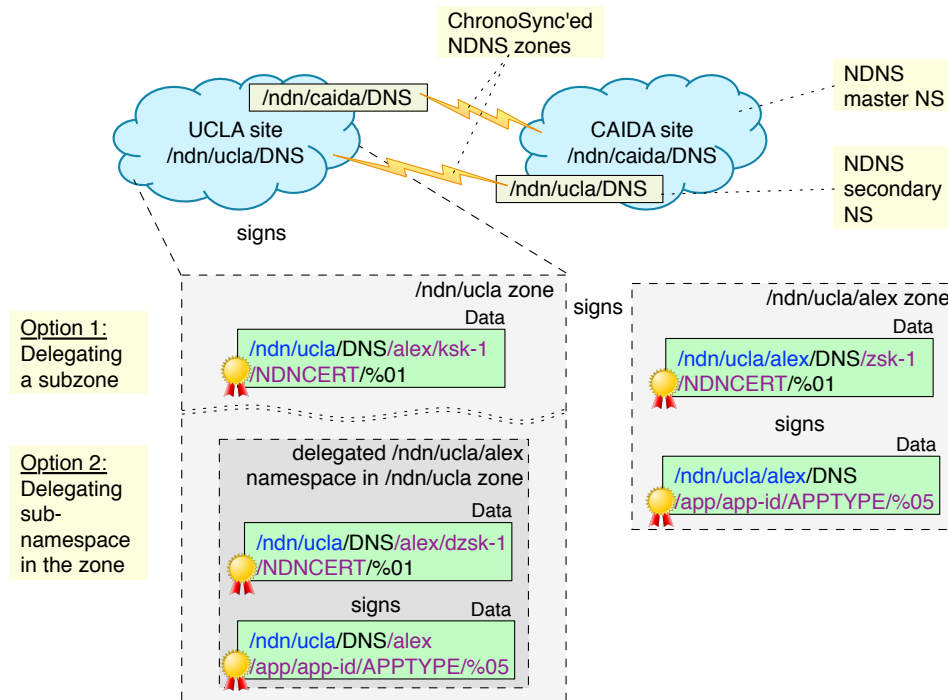 ChronoSync'ed
NDNS zones
/ndn/caida/DNS
UCLA site
/ndn/ucla/DNS
CAIDA site
/ndn/caida/DNS
/ndn/ucla/DNS
NDNS
master NS
NDNS
secondary
NS
signs
/ndn/ucla zone
Option 1:
Delegating
a subzone
Data
/ndn/ucla/DNS/alex/ksk-1
/NDNCERT/%01
signs
/ndn/ucla/alex zone
Data
/ndn/ucla/alex/DNS/zsk-1
/NDNCERT/%01
signs
Data
/ndn/ucla/alex/DNS
/app/app-id/APPTYPE/%05
Option 2:
Delegating
sub-
namespace
in the zone
delegated /ndn/ucla/alex
namespace in /ndn/ucla zone
Data
/ndn/ucla/DNS/alex/dzsk-1
/NDNCERT/%01
signs
Data
/ndn/ucla/DNS/alex
/app/app-id/APPTYPE/%05